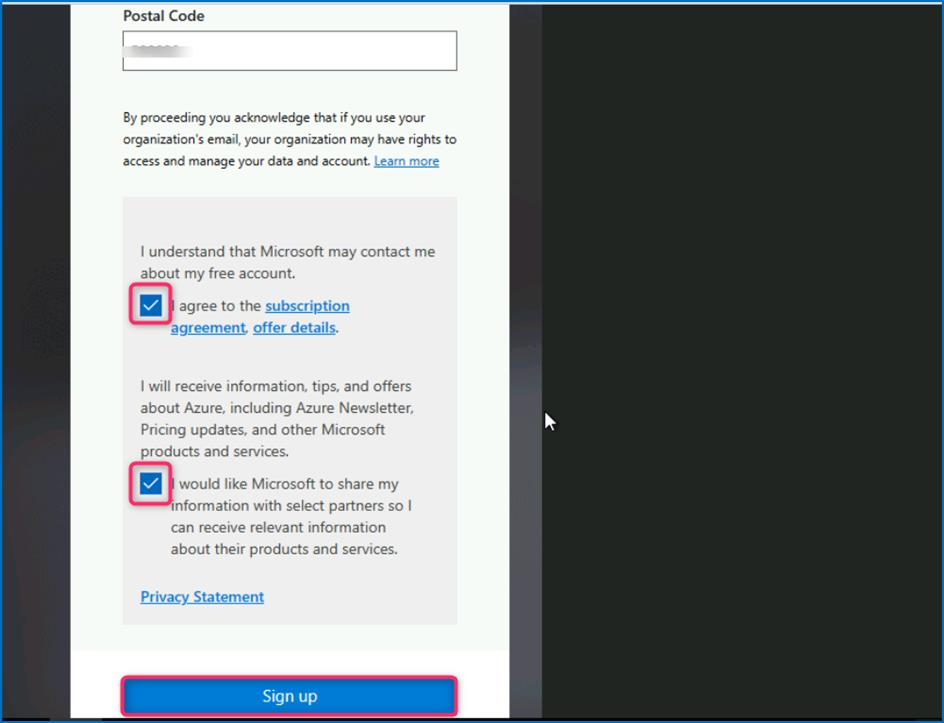 Postal Code
By proceeding you acknowledge that if you use your
organization's email, your organization may have rights to
access and manage your data and account. Learn more
I understand that Microsoft may contact me
about my free account.
I agree to the subscription
agreement, offer details.
I will receive information, tips, and offers
about Azure, including Azure Newsletter,
Pricing updates, and other Microsoft
products and services.
I would like Microsoft to share my
information with select partners so I
can receive relevant information
about their products and services.
Privacy Statement
Sign up